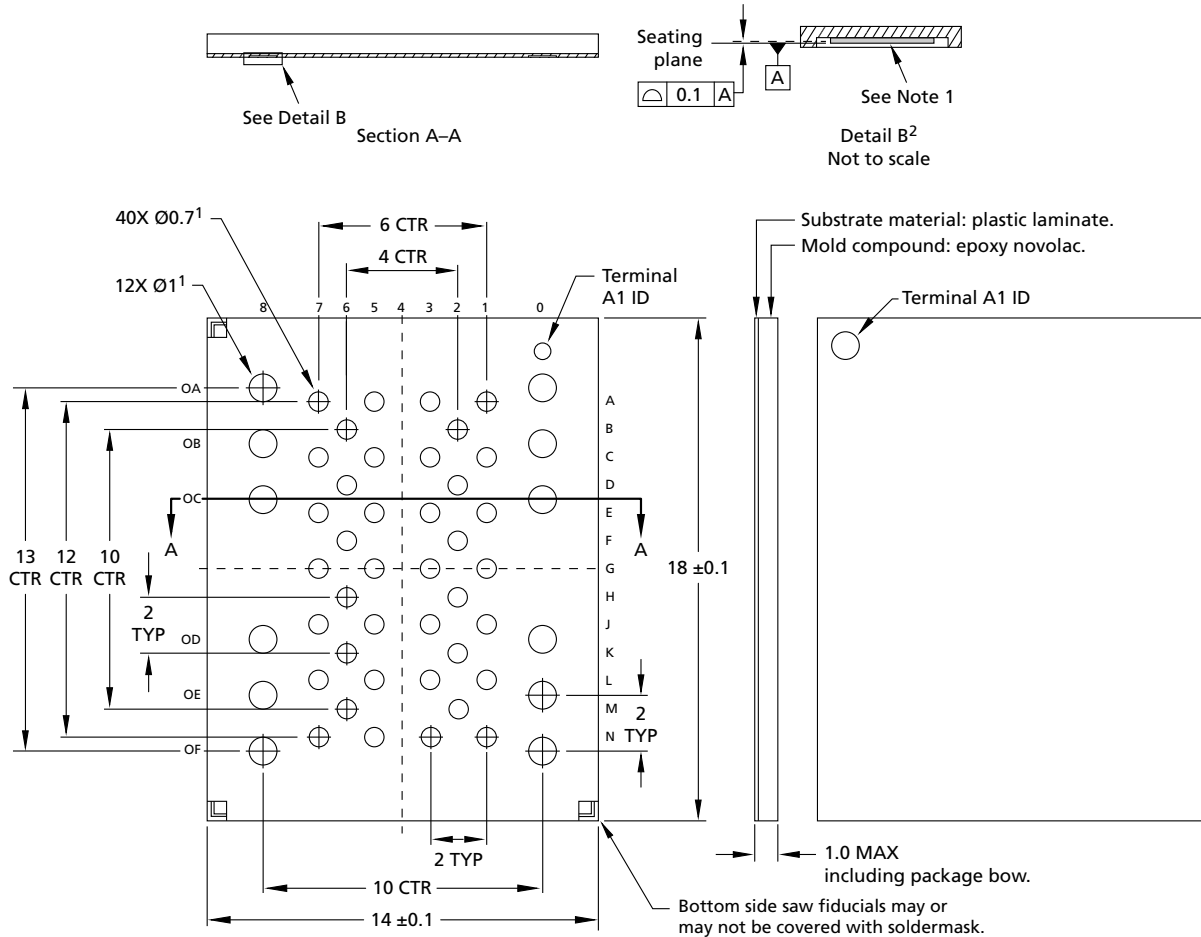 Seating
plane
0.1 A
A
See Note 1
See Detail B
Section A–A
Detail B2
Not to scale
40X Ø0.71
6 CTR
4 CTR
12X Ø11
Terminal
A1 ID
Substrate material: plastic laminate.
Mold compound: epoxy novolac.
Terminal A1 ID
8 7 6 5 4 3 2 1 0
OA
A
B
OB
C
D
OC
E
F
A
A
G
13
CTR
12
CTR
10
CTR
18 ±0.1
H
2
TYP
J
OD
K
L
OE
M
2
TYP
N
OF
2 TYP
1.0 MAX
including package bow.
10 CTR
Bottom side saw fiducials may or
may not be covered with soldermask.
14 ±0.1